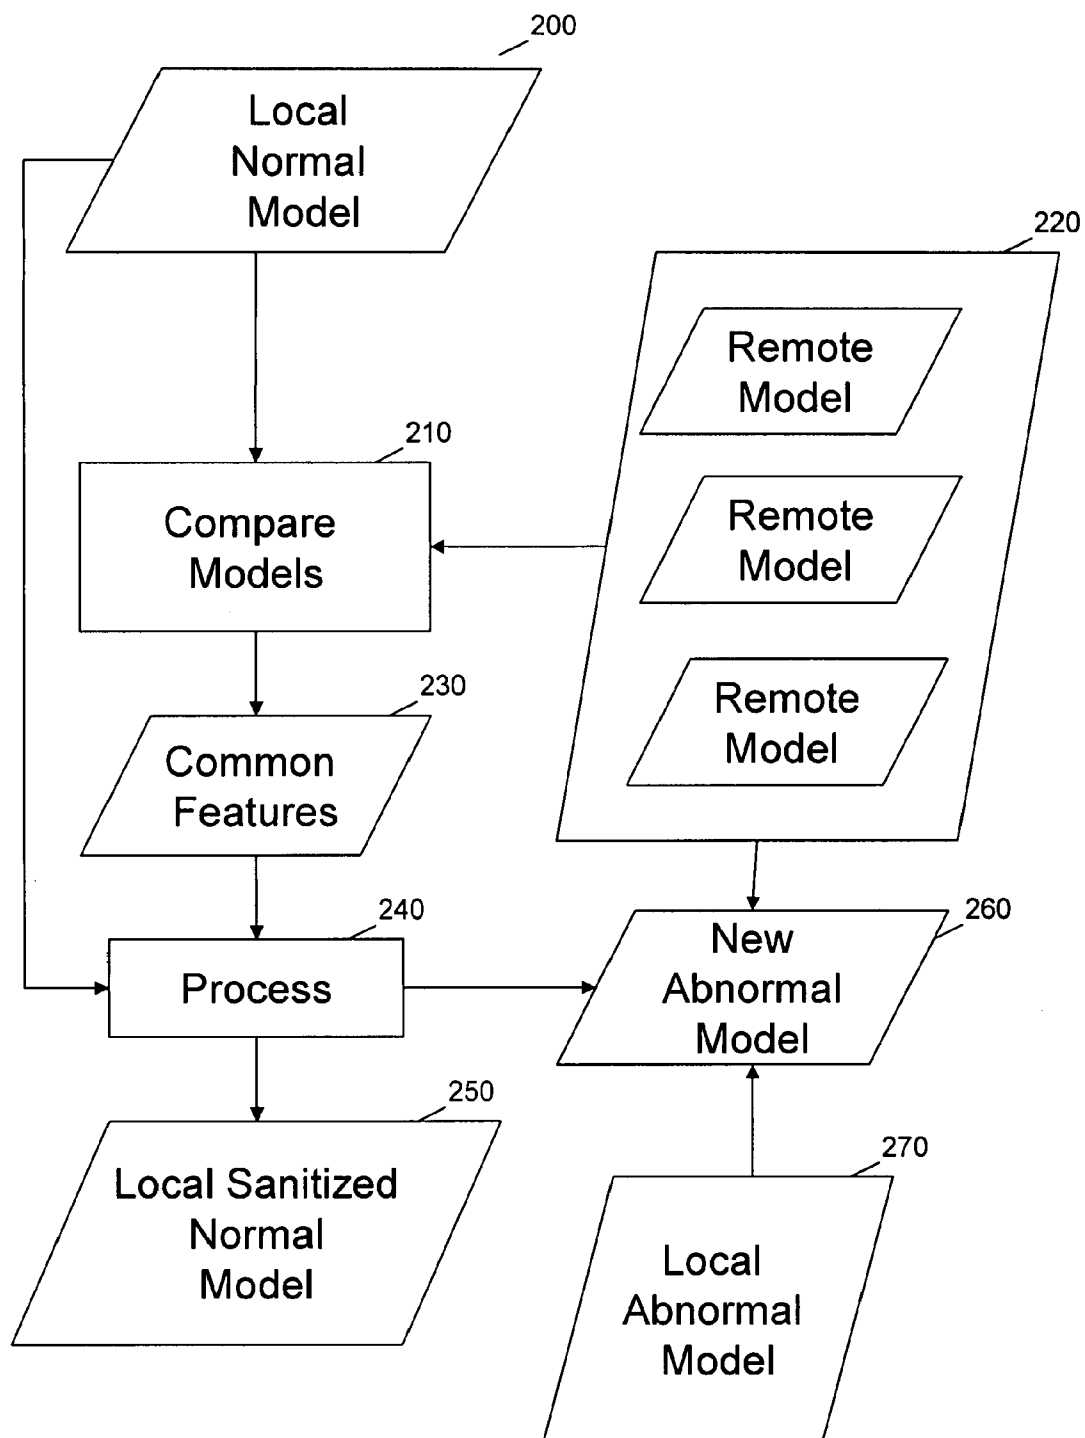 200
Local
Normal
Model
220
Remote
Model
210
Compare
Models
Remote
Model
230
Common
Features
Remote
Model
240
Process
260
New
Abnormal
Model
250
Local Sanitized
Normal
Model
270
Local
Abnormal
Model